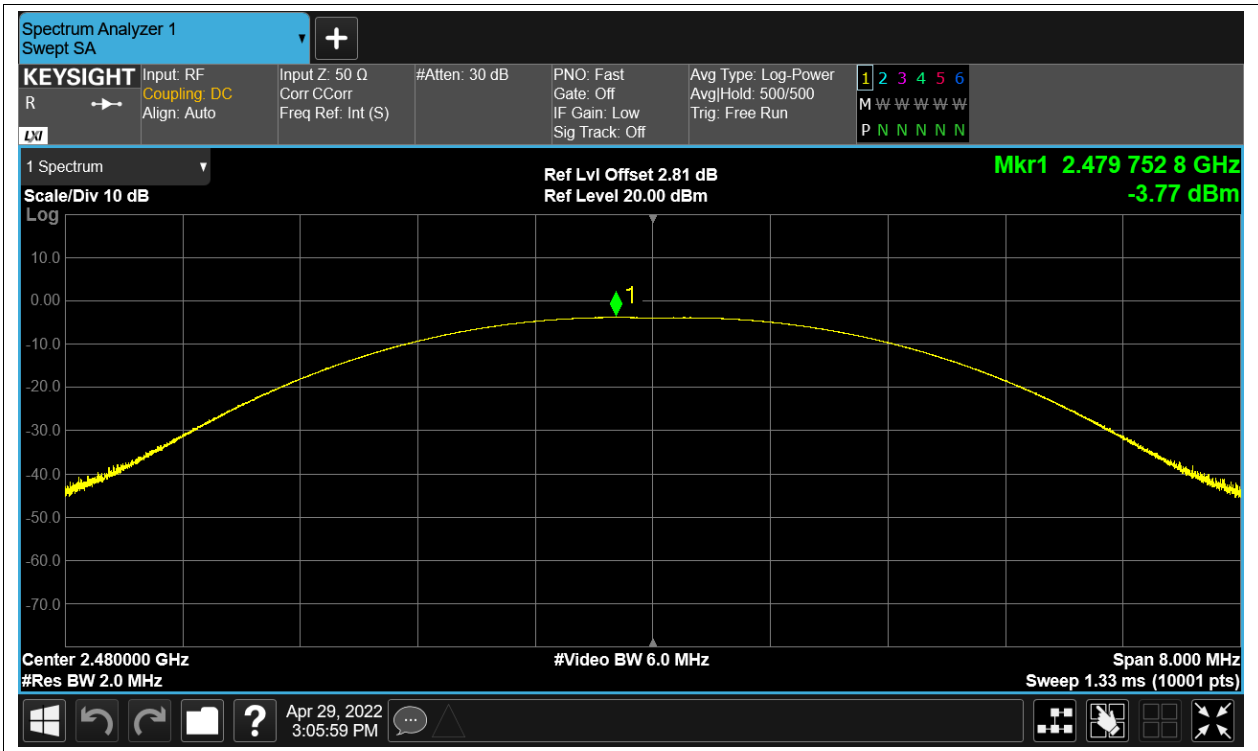 Spectrum Analyzer 1
Swept SA
KEYSIGHT
R
LXI
Input: RF
Coupling: DC
Align: Auto
Input Z: 50 Ω
Corr CCorr
Freq Ref: Int (S)
#Atten: 30 dB
PNO: Fast
Gate: Off
IF Gain: Low
Sig Track: Off
Avg Type: Log-Power
Avg|Hold: 500/500
Trig: Free Run
1 2 3 4 5 6
M W W W W W
P N N N N N
1 Spectrum
Scale/Div 10 dB
Log
Ref Lvl Offset 2.81 dB
Ref Level 20.00 dBm
Mkr1 2.479 752 8 GHz
-3.77 dBm
10.0
0.00
-10.0
-20.0
-30.0
-40.0
-50.0
-60.0
-70.0
1
Center 2.480000 GHz
#Res BW 2.0 MHz
#Video BW 6.0 MHz
Span 8.000 MHz
Sweep 1.33 ms (10001 pts)
?
Apr 29, 2022
3:05:59 PM